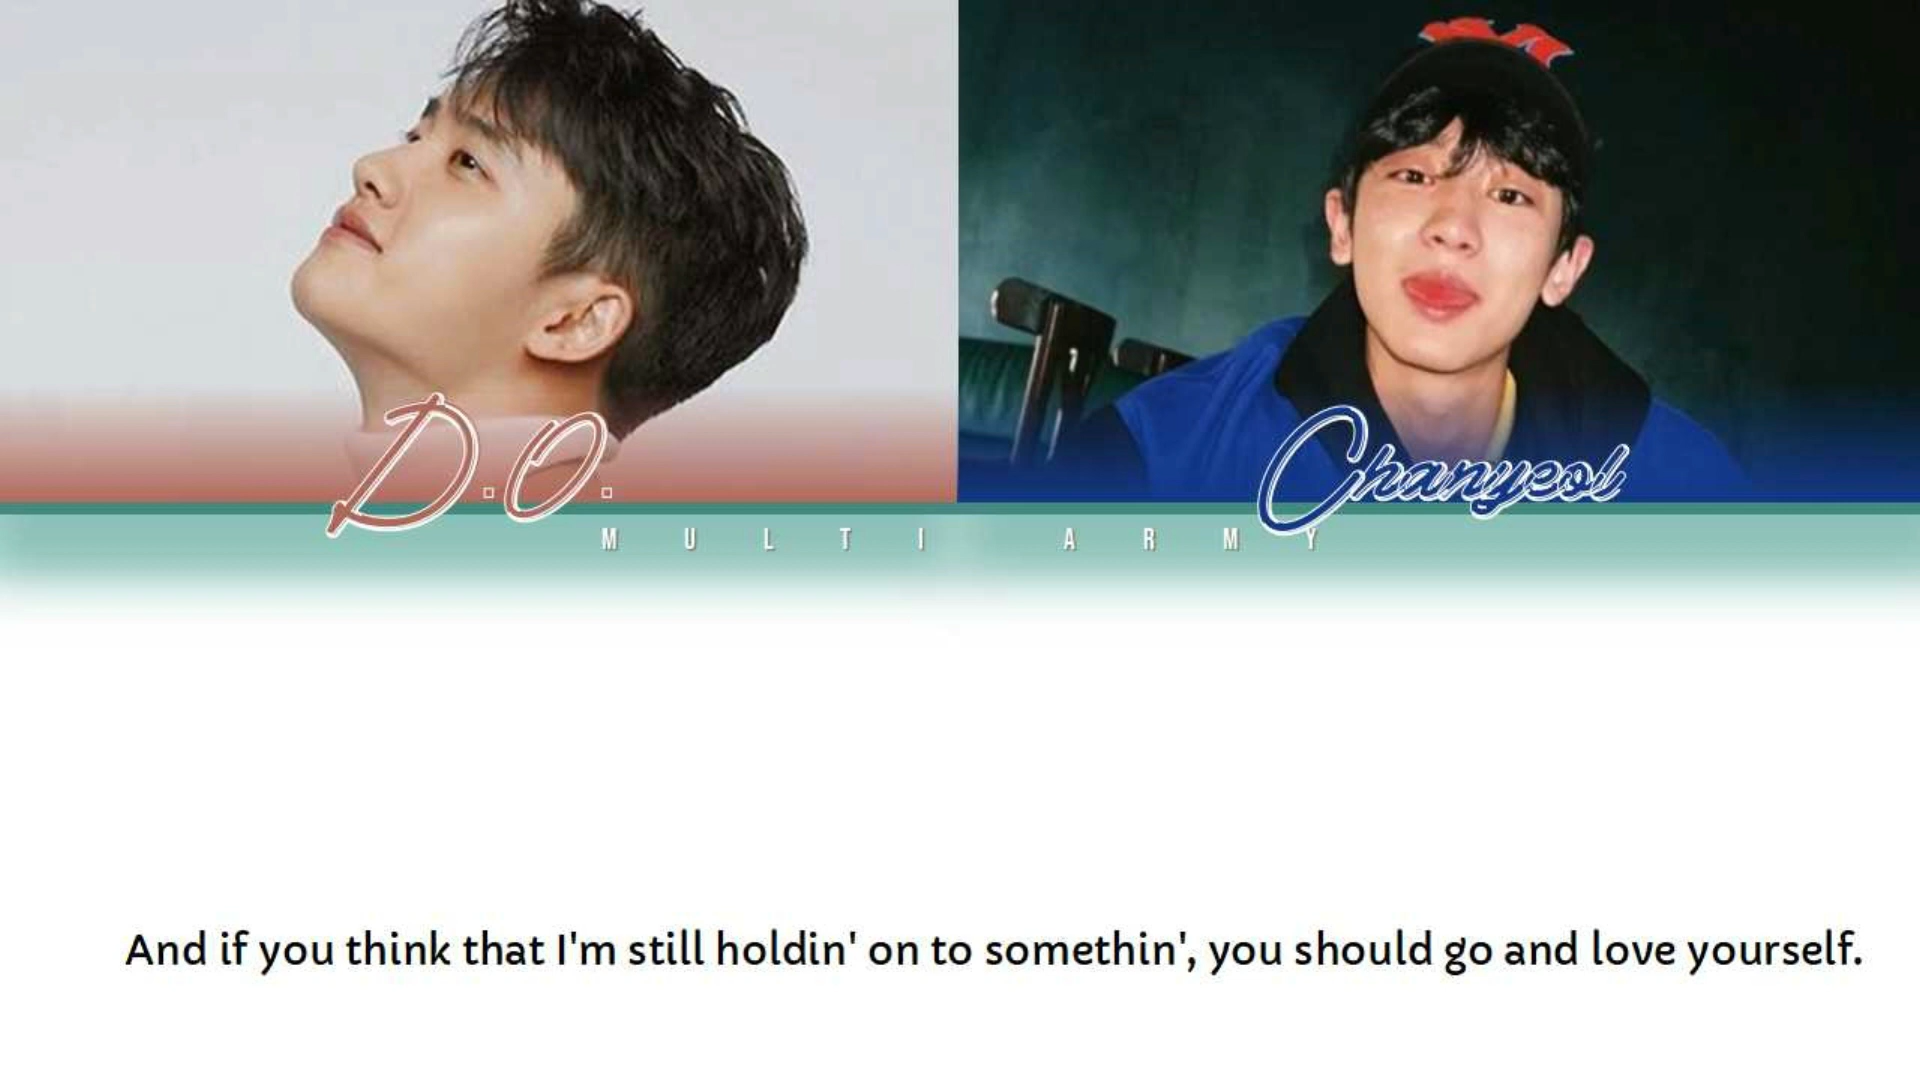 D.O.
Chanyeol
MULTI ARMY
And if you think that I'm still holdin' on to somethin', you should go and love yourself.